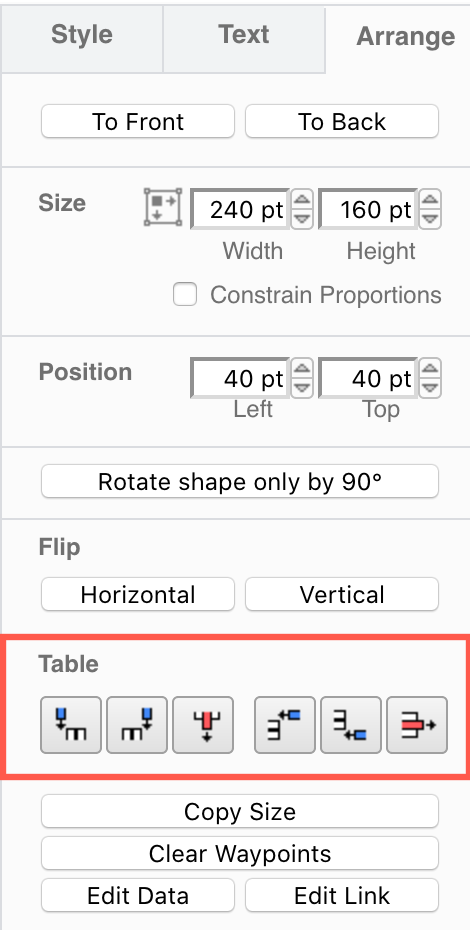 Style Text Arrange
To Front To Back
Size 240 pt 160 pt
Width Height
Constrain Proportions
Position 40 pt 40 pt
Left Top
Rotate shape only by 90°
Flip
Horizontal Vertical
Table
Copy Size
Clear Waypoints
Edit Data Edit Link